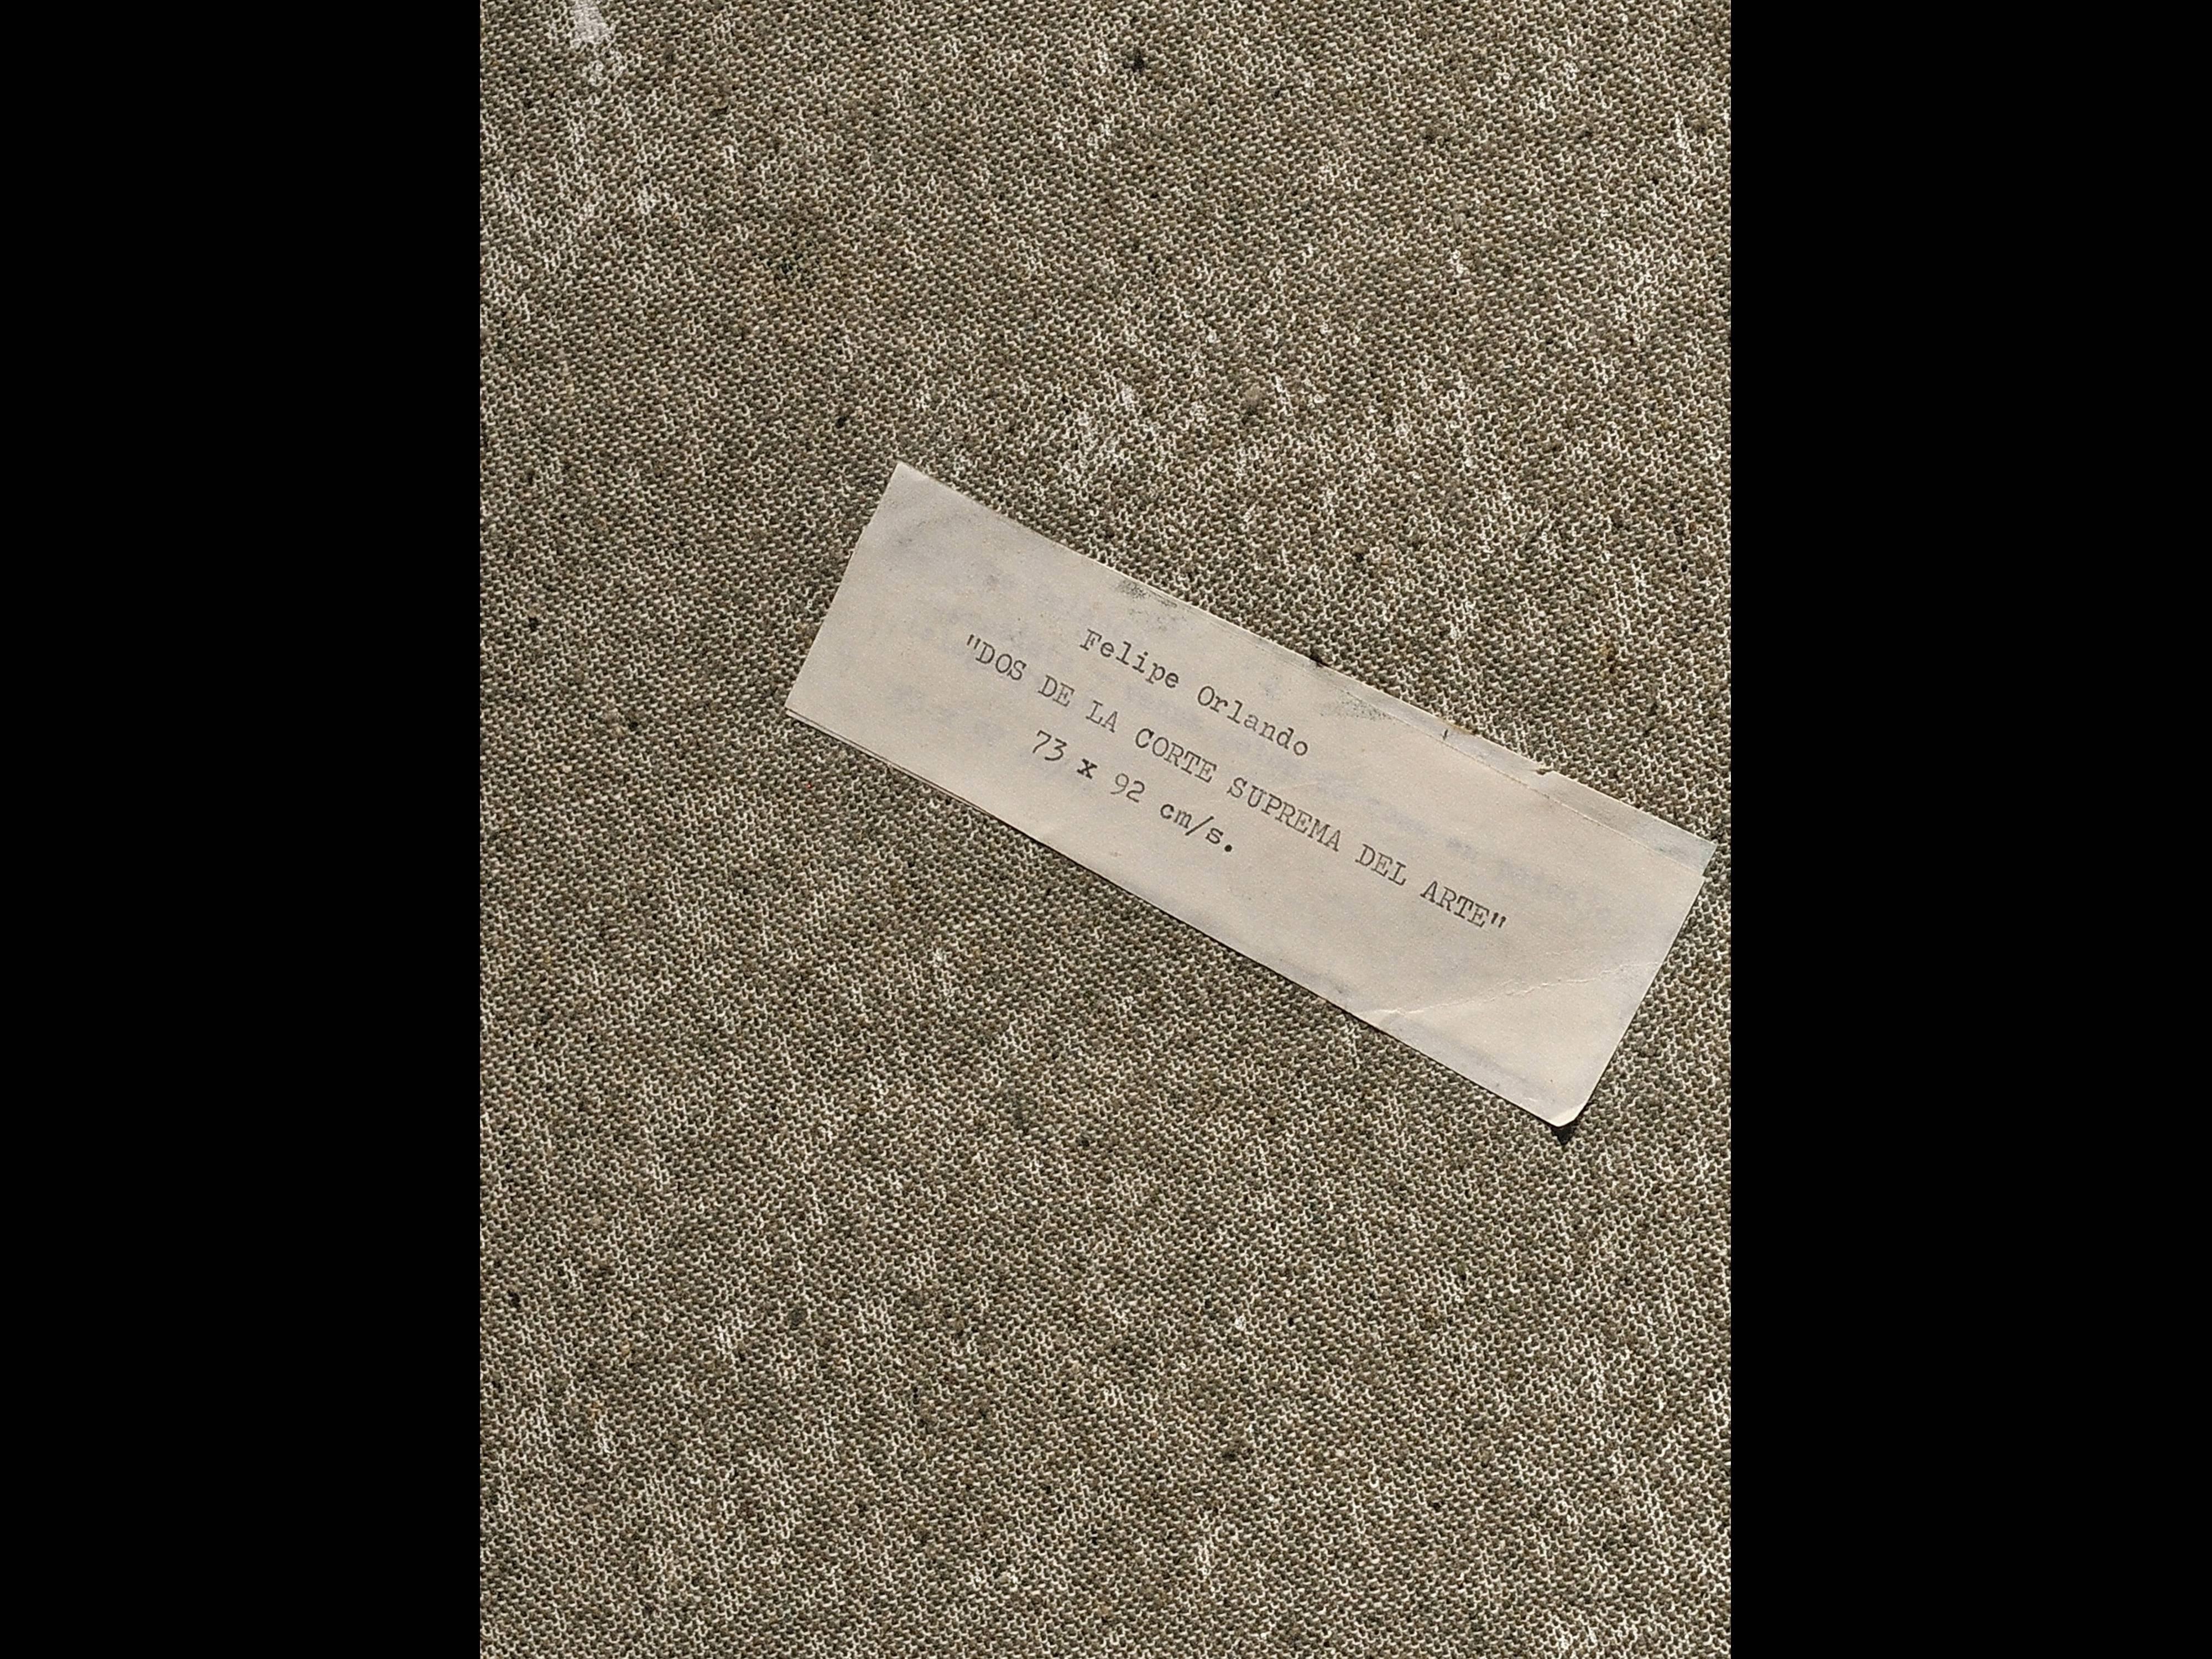 Felipe Orlando
"DOS DE LA CORTE SUPREMA DEL ARTE"
73 x 92 cm/s.